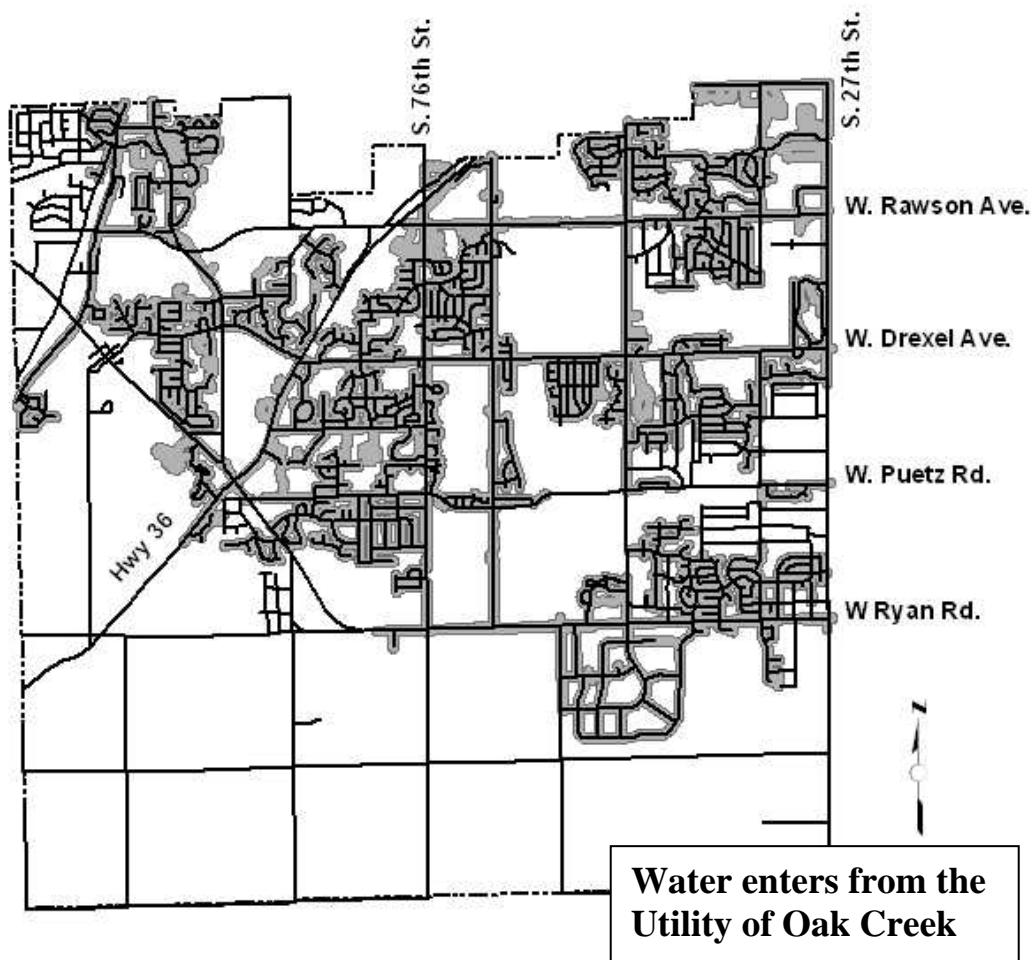 S. 76th St.
S. 27th St.
W. Rawson Ave.
W. Drexel Ave.
W. Puetz Rd.
Hwy 36
W Ryan Rd.
N
Water enters from the
Utility of Oak Creek